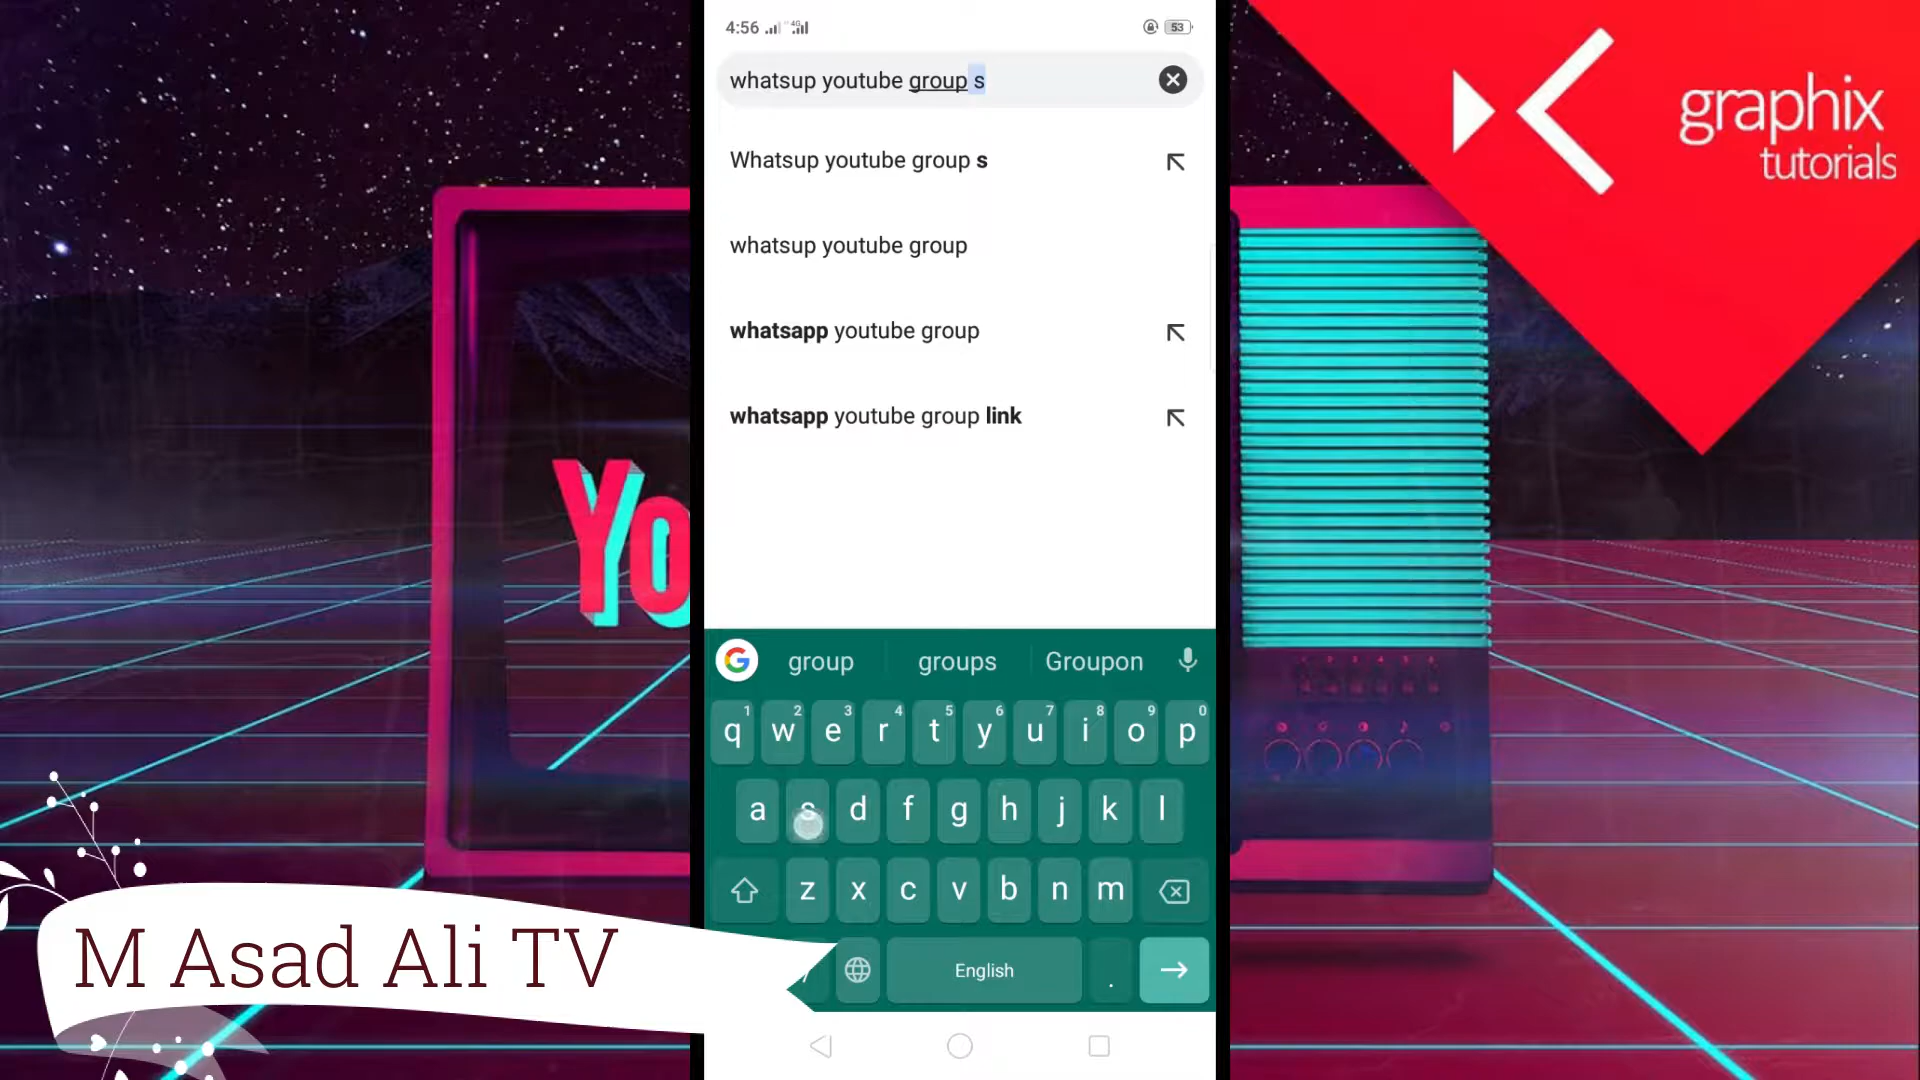 4:56
4G
53
whatsup youtube group s
Whatsup youtube group s
whatsup youtube group
whatsapp youtube group
whatsapp youtube group link
graphix
tutorials
Yo
G
group
groups
Groupon
1 2 3 4 5 6 7 8 9 0
q w e r t y u i o p
a s d f g h j k l
z x c v b n m
English
.
M Asad Ali TV